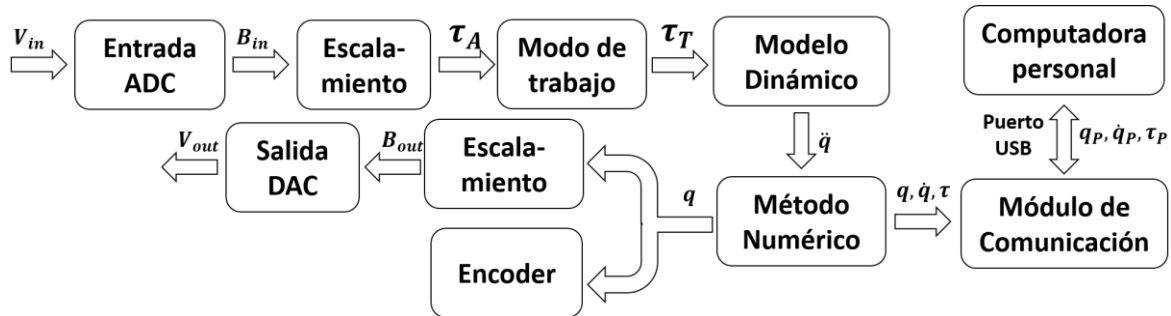 V_in
Entrada
ADC
B_in
Escala-
miento
τ_A
Modo de
trabajo
τ_T
Modelo
Dinámico
Computadora
personal
V_out
Salida
DAC
B_out
Escala-
miento
q̈
Puerto
USB
q_P, q̇_P, τ_P
q
Método
Numérico
q, q̇, τ
Módulo de
Comunicación
Encoder